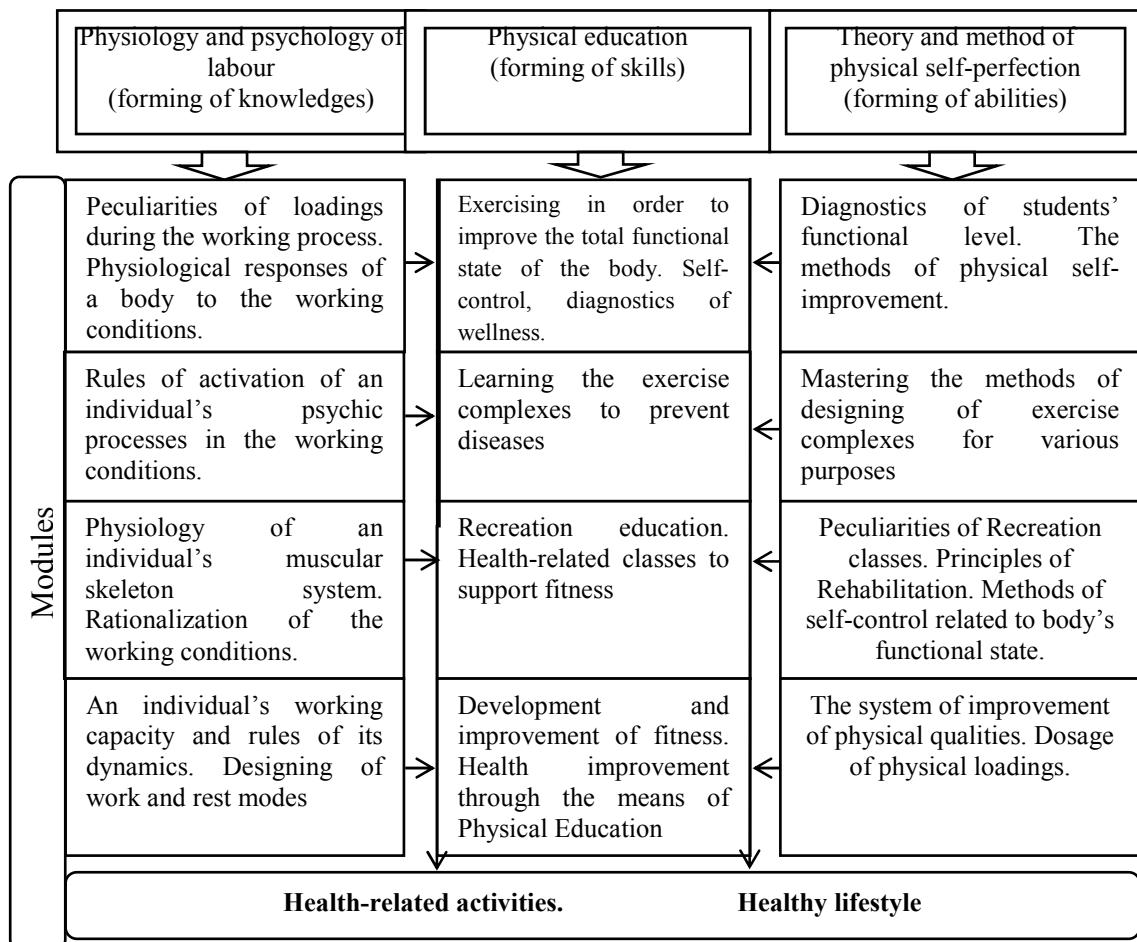 Physiology and psychology of
labour
(forming of knowledges)
Physical education
(forming of skills)
Theory and method of
physical self-perfection
(forming of abilities)
Modules
Peculiarities of loadings
during the working process.
Physiological responses of
a body to the working
conditions.
Exercising in order to
improve the total functional
state of the body. Self-
control, diagnostics of
wellness.
Diagnostics of students’
functional level. The
methods of physical self-
improvement.
Rules of activation of an
individual’s psychic
processes in the working
conditions.
Learning the exercise
complexes to prevent
diseases
Mastering the methods of
designing of exercise
complexes for various
purposes
Physiology of an
individual’s muscular
skeleton system.
Rationalization of the
working conditions.
Recreation education.
Health-related classes to
support fitness
Peculiarities of Recreation
classes. Principles of
Rehabilitation. Methods of
self-control related to body’s
functional state.
An individual’s working
capacity and rules of its
dynamics. Designing of
work and rest modes
Development and
improvement of fitness.
Health improvement
through the means of
Physical Education
The system of improvement
of physical qualities. Dosage
of physical loadings.
Health-related activities. Healthy lifestyle